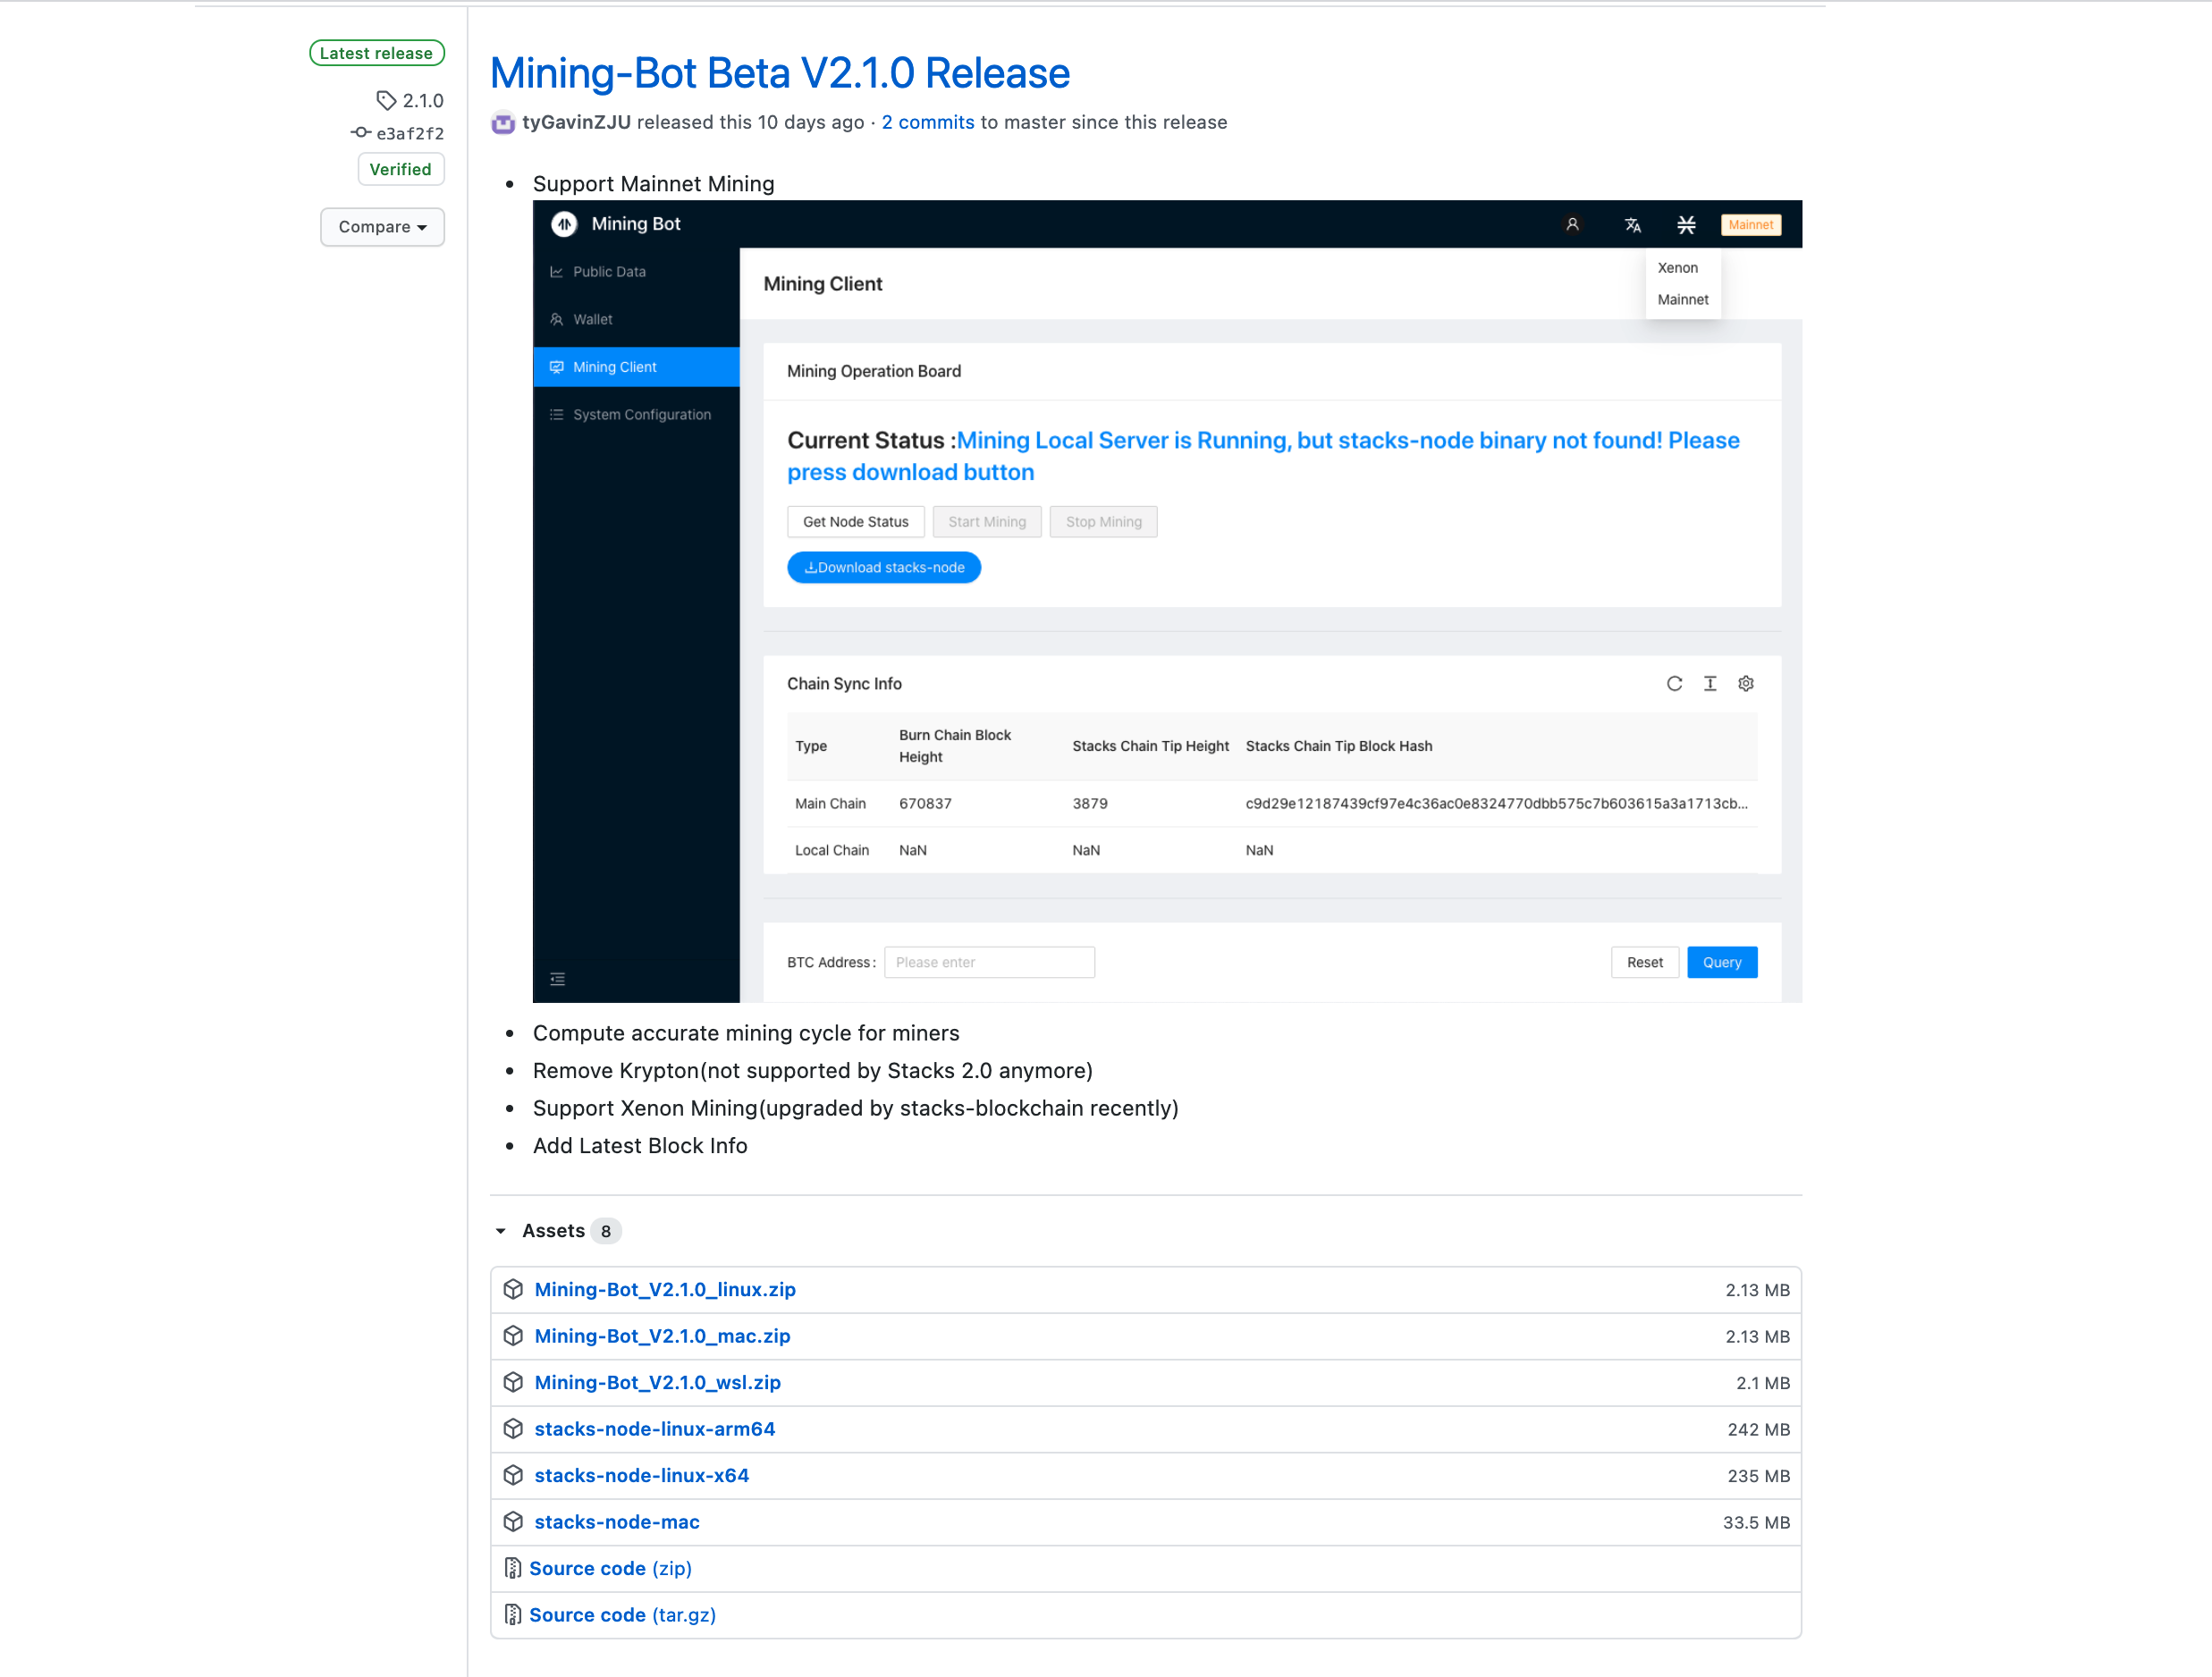 Latest release
2.1.0
e3af2f2
Verified
Compare
Mining-Bot Beta V2.1.0 Release
tyGavinZJU released this 10 days ago · 2 commits to master since this release
• Support Mainnet Mining
Mining Bot
Mainnet
Public Data
Wallet
Mining Client
System Configuration
Mining Client
Xenon
Mainnet
Mining Operation Board
Current Status :Mining Local Server is Running, but stacks-node binary not found! Please
press download button
Get Node Status Start Mining Stop Mining
Download stacks-node
Chain Sync Info
Type Burn Chain Block Height Stacks Chain Tip Height Stacks Chain Tip Block Hash
Main Chain 670837 3879 c9d29e12187439cf97e4c36ac0e8324770dbb575c7b603615a3a1713cb...
Local Chain NaN NaN NaN
BTC Address : Please enter Reset Query
• Compute accurate mining cycle for miners
• Remove Krypton(not supported by Stacks 2.0 anymore)
• Support Xenon Mining(upgraded by stacks-blockchain recently)
• Add Latest Block Info
Assets 8
Mining-Bot_V2.1.0_linux.zip 2.13 MB
Mining-Bot_V2.1.0_mac.zip 2.13 MB
Mining-Bot_V2.1.0_wsl.zip 2.1 MB
stacks-node-linux-arm64 242 MB
stacks-node-linux-x64 235 MB
stacks-node-mac 33.5 MB
Source code (zip)
Source code (tar.gz)